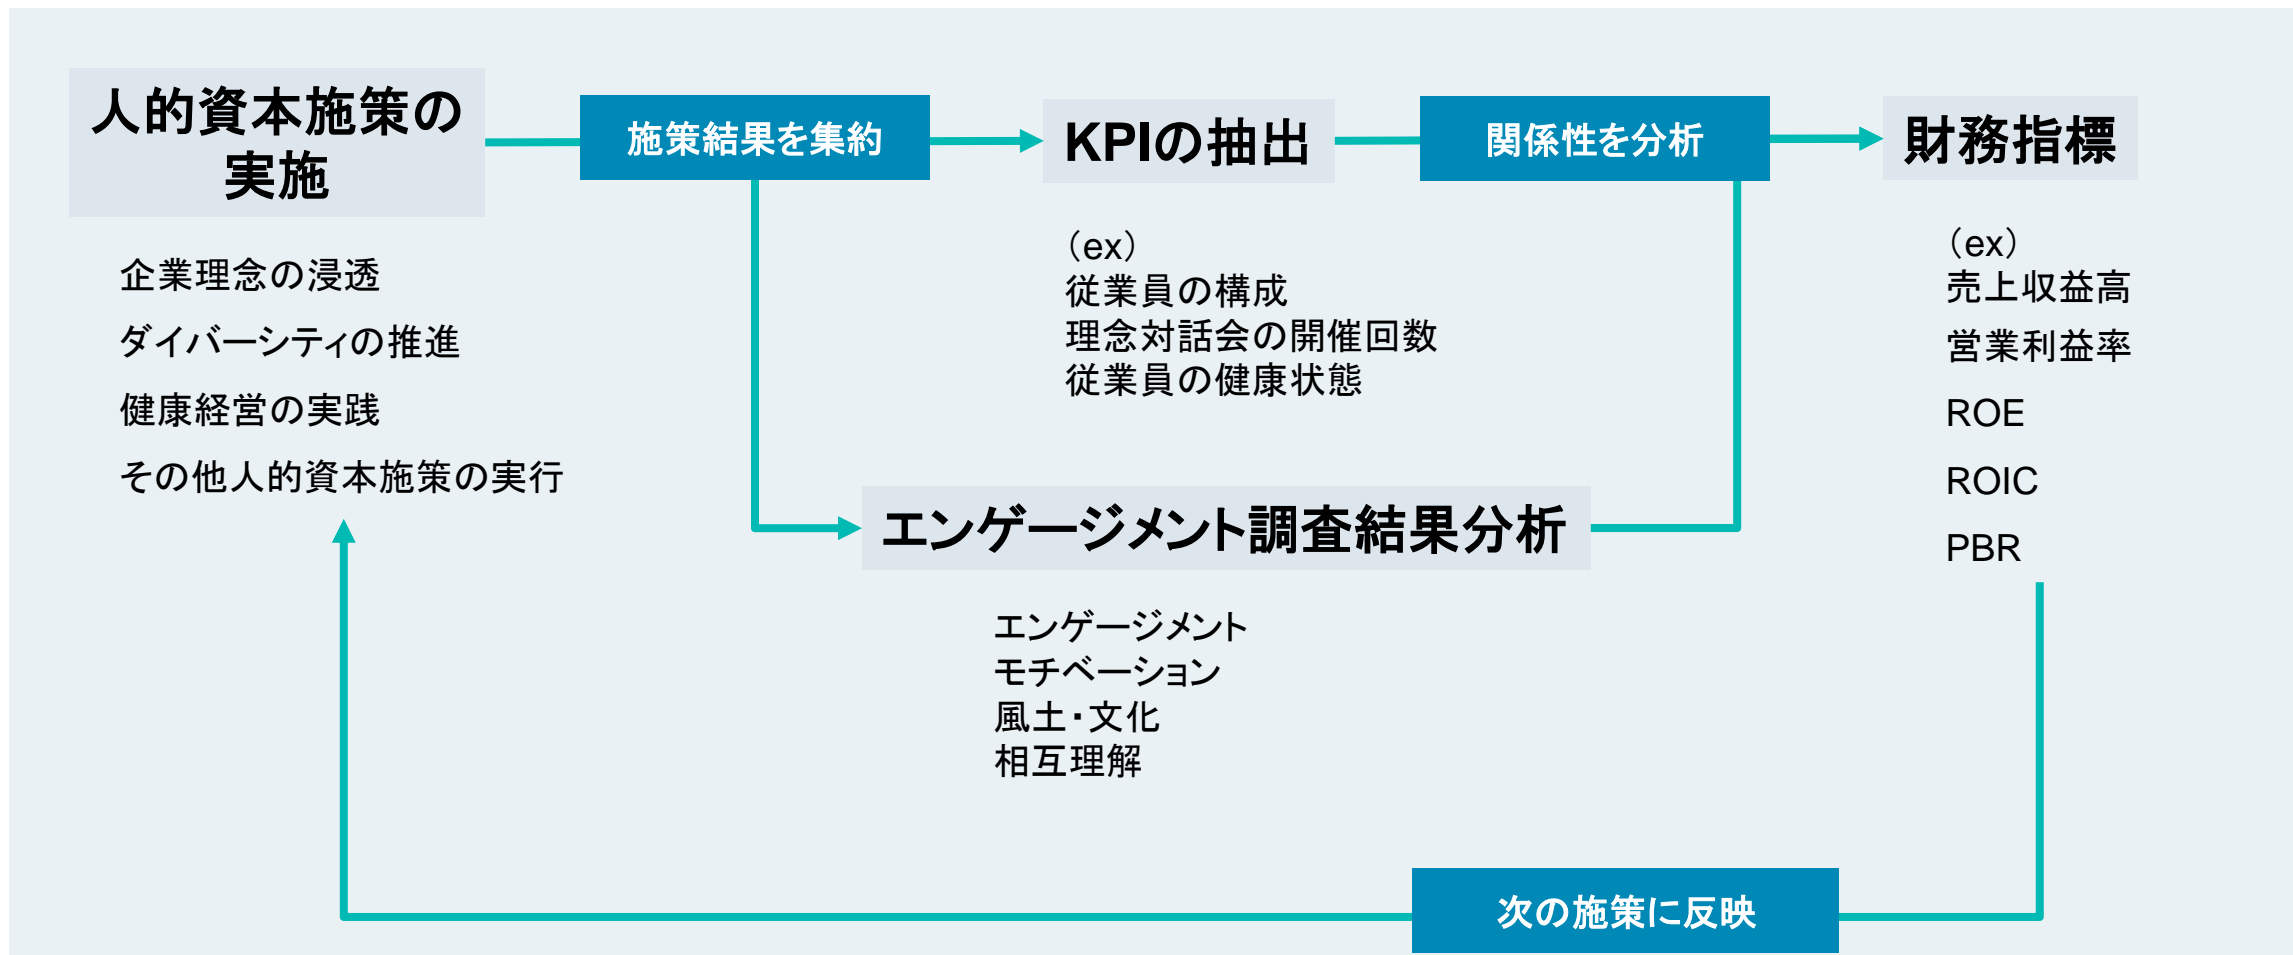 人的資本施策の
実施
施策結果を集約
KPIの抽出
関係性を分析
財務指標
企業理念の浸透
ダイバーシティの推進
健康経営の実践
その他人的資本施策の実行
（ex）
従業員の構成
理念対話会の開催回数
従業員の健康状態
（ex）
売上収益高
営業利益率
ROE
ROIC
PBR
エンゲージメント調査結果分析
エンゲージメント
モチベーション
風土・文化
相互理解
次の施策に反映